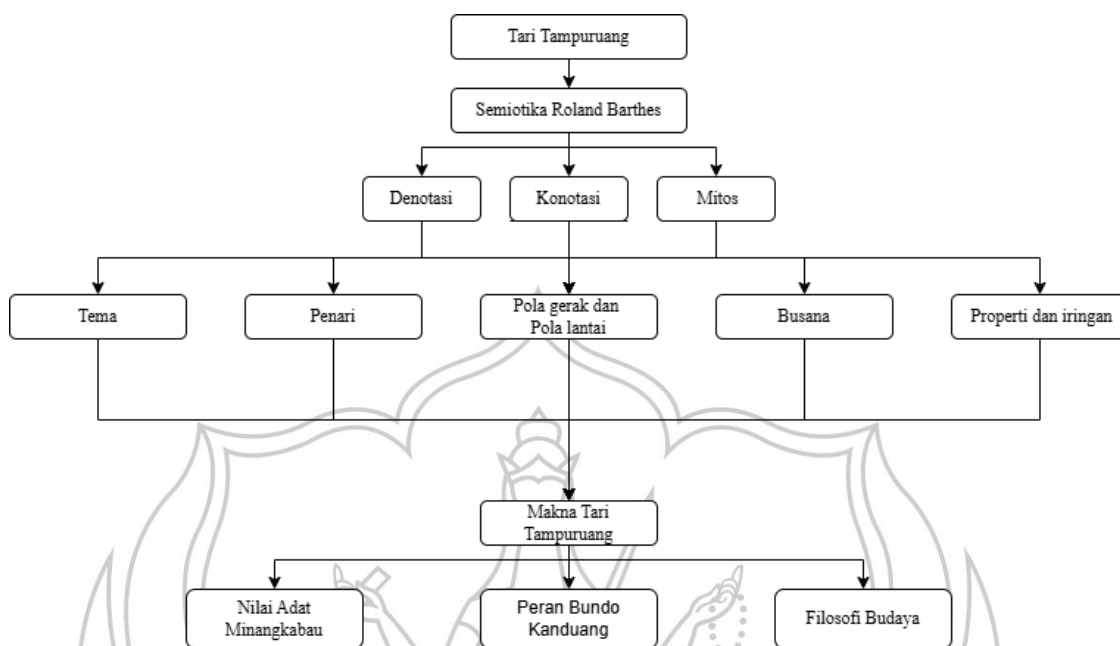 Tari Tampuruang
Semiotika Roland Barthes
Denotasi
Konotasi
Mitos
Tema
Penari
Pola gerak dan
Pola lantai
Busana
Properti dan iringan
Makna Tari
Tampuruang
Nilai Adat
Minangkabau
Peran Bundo
Kanduang
Filosofi Budaya